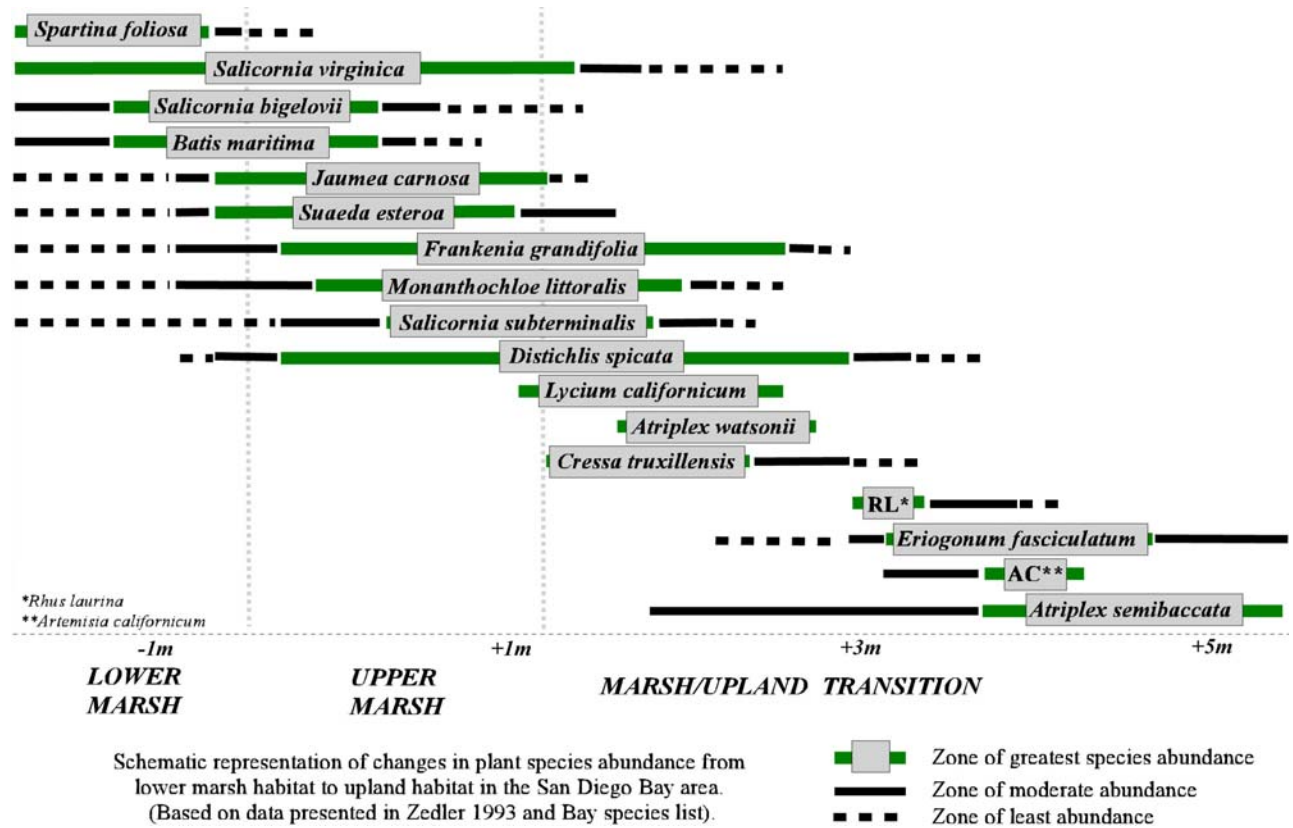 Spartina foliosa
Salicornia virginica
Salicornia bigelovii
Batis maritima
Jaumea carnosa
Suaeda esteroa
Frankenia grandifolia
Monanthochloe littoralis
Salicornia subterminalis
Distichlis spicata
Lycium californicum
Atriplex watsonii
Cressa truxillensis
RL*
Eriogonum fasciculatum
AC**
Atriplex semibaccata
*Rhus laurina
**Artemisia californicum
-1m +1m +3m +5m
LOWER MARSH
UPPER MARSH
MARSH/UPLAND TRANSITION
Schematic representation of changes in plant species abundance from
lower marsh habitat to upland habitat in the San Diego Bay area.
(Based on data presented in Zedler 1993 and Bay species list).
Zone of greatest species abundance
Zone of moderate abundance
Zone of least abundance